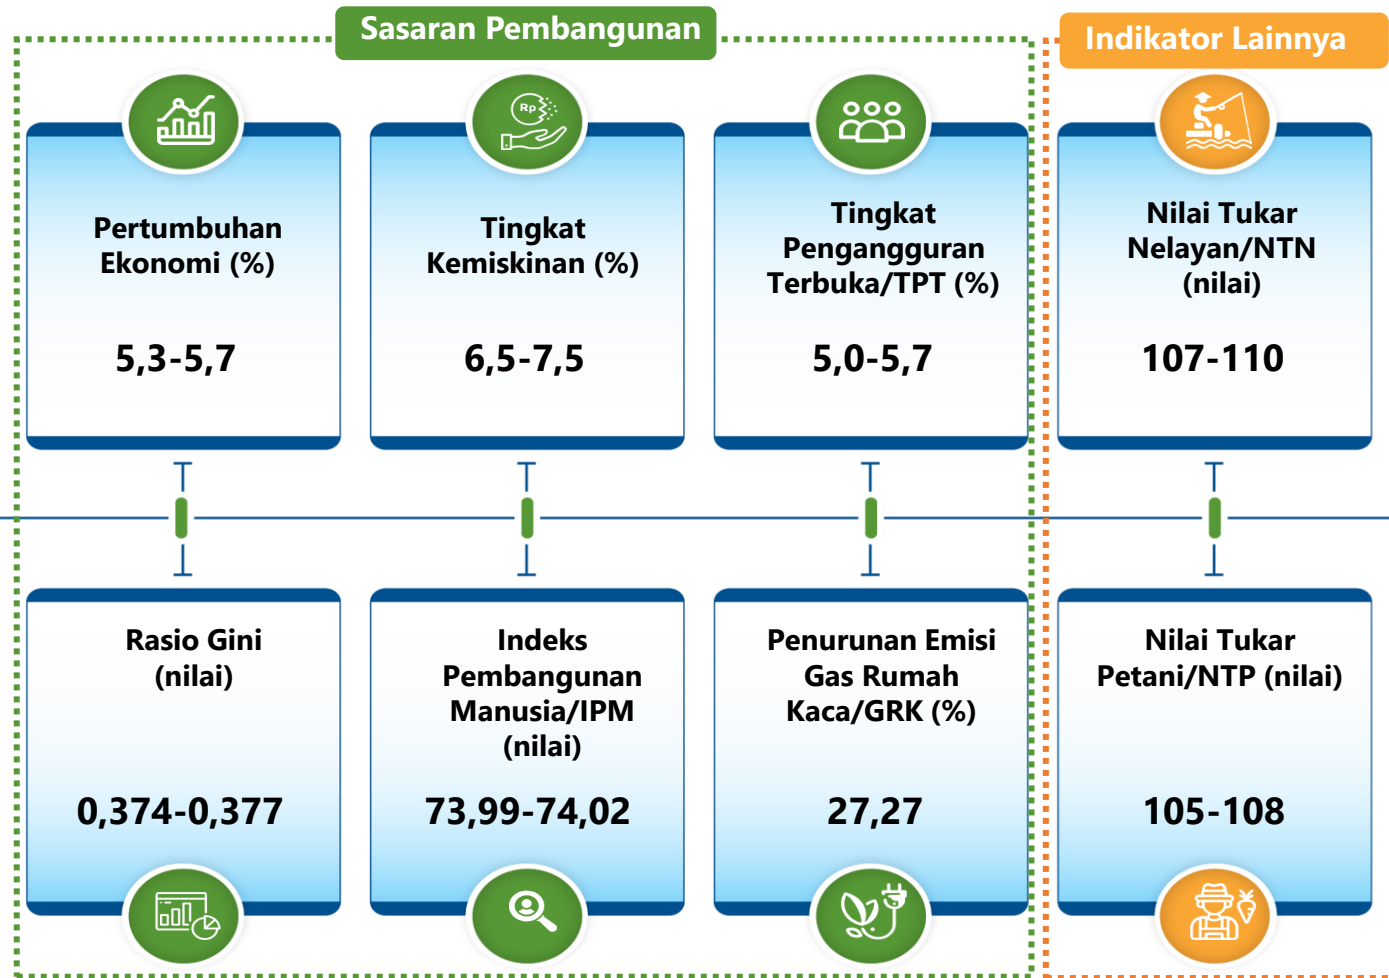 Sasaran Pembangunan
Indikator Lainnya
Rp
Pertumbuhan
Ekonomi (%)
5,3-5,7
Tingkat
Kemiskinan (%)
6,5-7,5
Tingkat
Pengangguran
Terbuka/TPT (%)
5,0-5,7
Nilai Tukar
Nelayan/NTN
(nilai)
107-110
Rasio Gini
(nilai)
0,374-0,377
Indeks
Pembangunan
Manusia/IPM
(nilai)
73,99-74,02
Penurunan Emisi
Gas Rumah
Kaca/GRK (%)
27,27
Nilai Tukar
Petani/NTP (nilai)
105-108